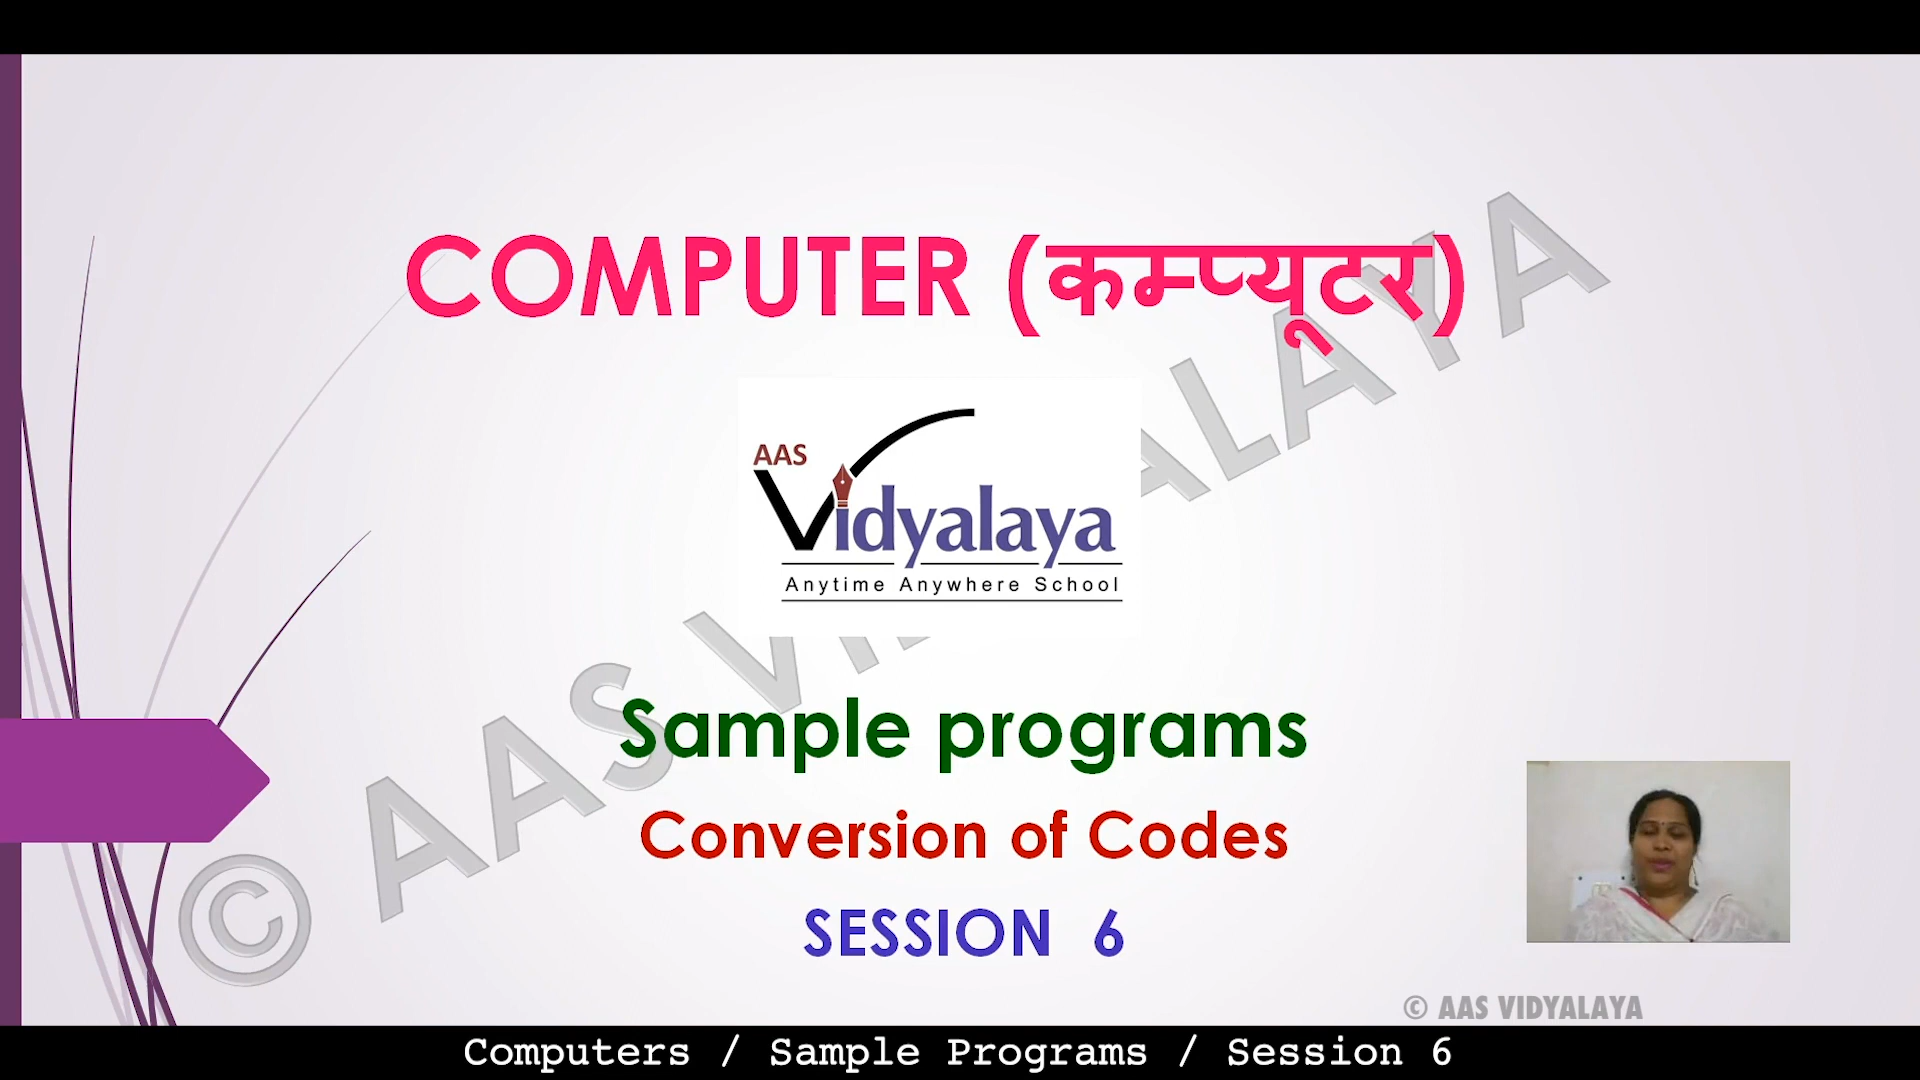 COMPUTER (कम्प्यूटर)
AAS
Vidyalaya
Anytime Anywhere School
© AAS VIDYALAYA
Sample programs
Conversion of Codes
SESSION 6
© AAS VIDYALAYA
Computers / Sample Programs / Session 6